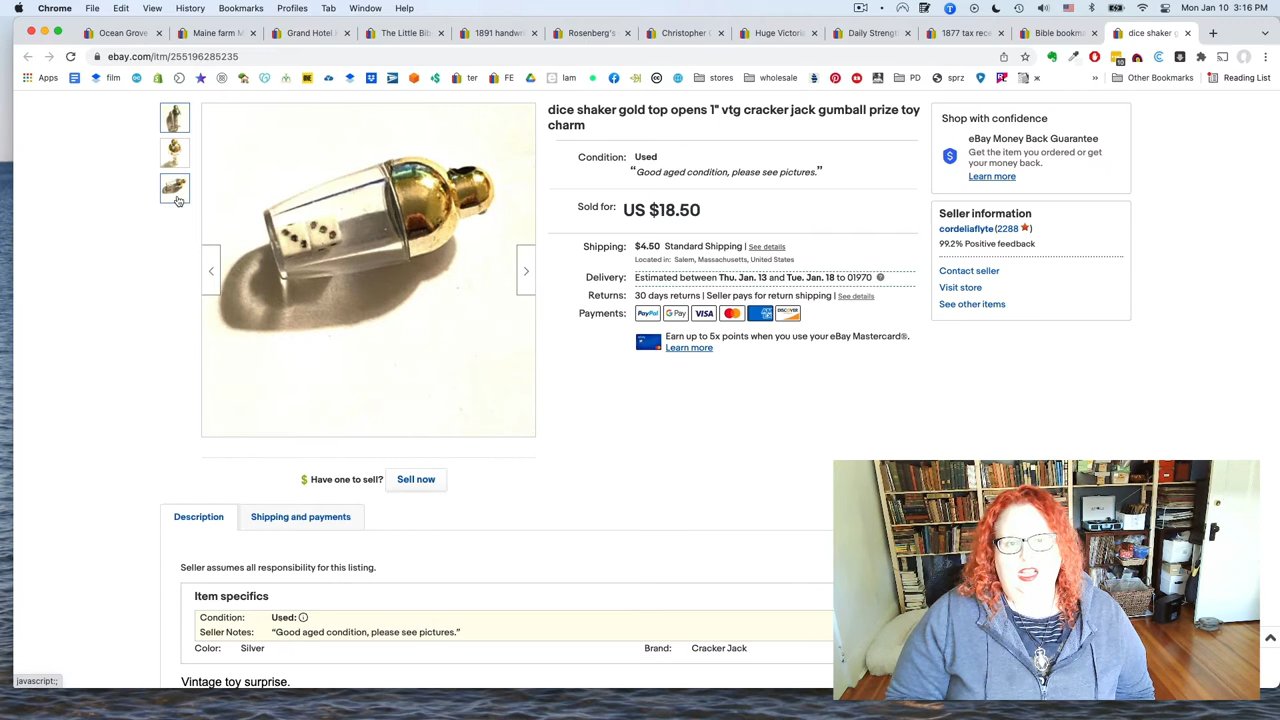 Chrome File Edit View History Bookmarks Profiles Tab Window Help
Mon Jan 10 3:16 PM
Ocean Grove
Maine farm M
Grand Hotel
The Little Bib
1891 handwr
Rosenberg's
Christopher C
Huge Victoria
Daily Strengt
1877 tax rece
Bible bookma
dice shaker g
ebay.com/itm/255196285235
Apps film ter FE lam stores wholesale PD sprz ж » Other Bookmarks Reading List
dice shaker gold top opens 1" vtg cracker jack gumball prize toy
charm
Condition: Used
"Good aged condition, please see pictures."
Sold for: US $18.50
Shipping: $4.50 Standard Shipping | See details
Located in: Salem, Massachusetts, United States
Delivery: Estimated between Thu. Jan. 13 and Tue. Jan. 18 to 01970
Returns: 30 days returns | Seller pays for return shipping | See details
Payments: PayPal G Pay VISA DISCOVER
Earn up to 5x points when you use your eBay Mastercard®.
Learn more
Shop with confidence
eBay Money Back Guarantee
Get the item you ordered or get
your money back.
Learn more
Seller information
cordeliaflyte (2288)
99.2% Positive feedback
Contact seller
Visit store
See other items
$ Have one to sell? Sell now
Description Shipping and payments
Seller assumes all responsibility for this listing.
Item specifics
Condition: Used:
Seller Notes: "Good aged condition, please see pictures."
Color: Silver Brand: Cracker Jack
Vintage toy surprise.
javascript:;